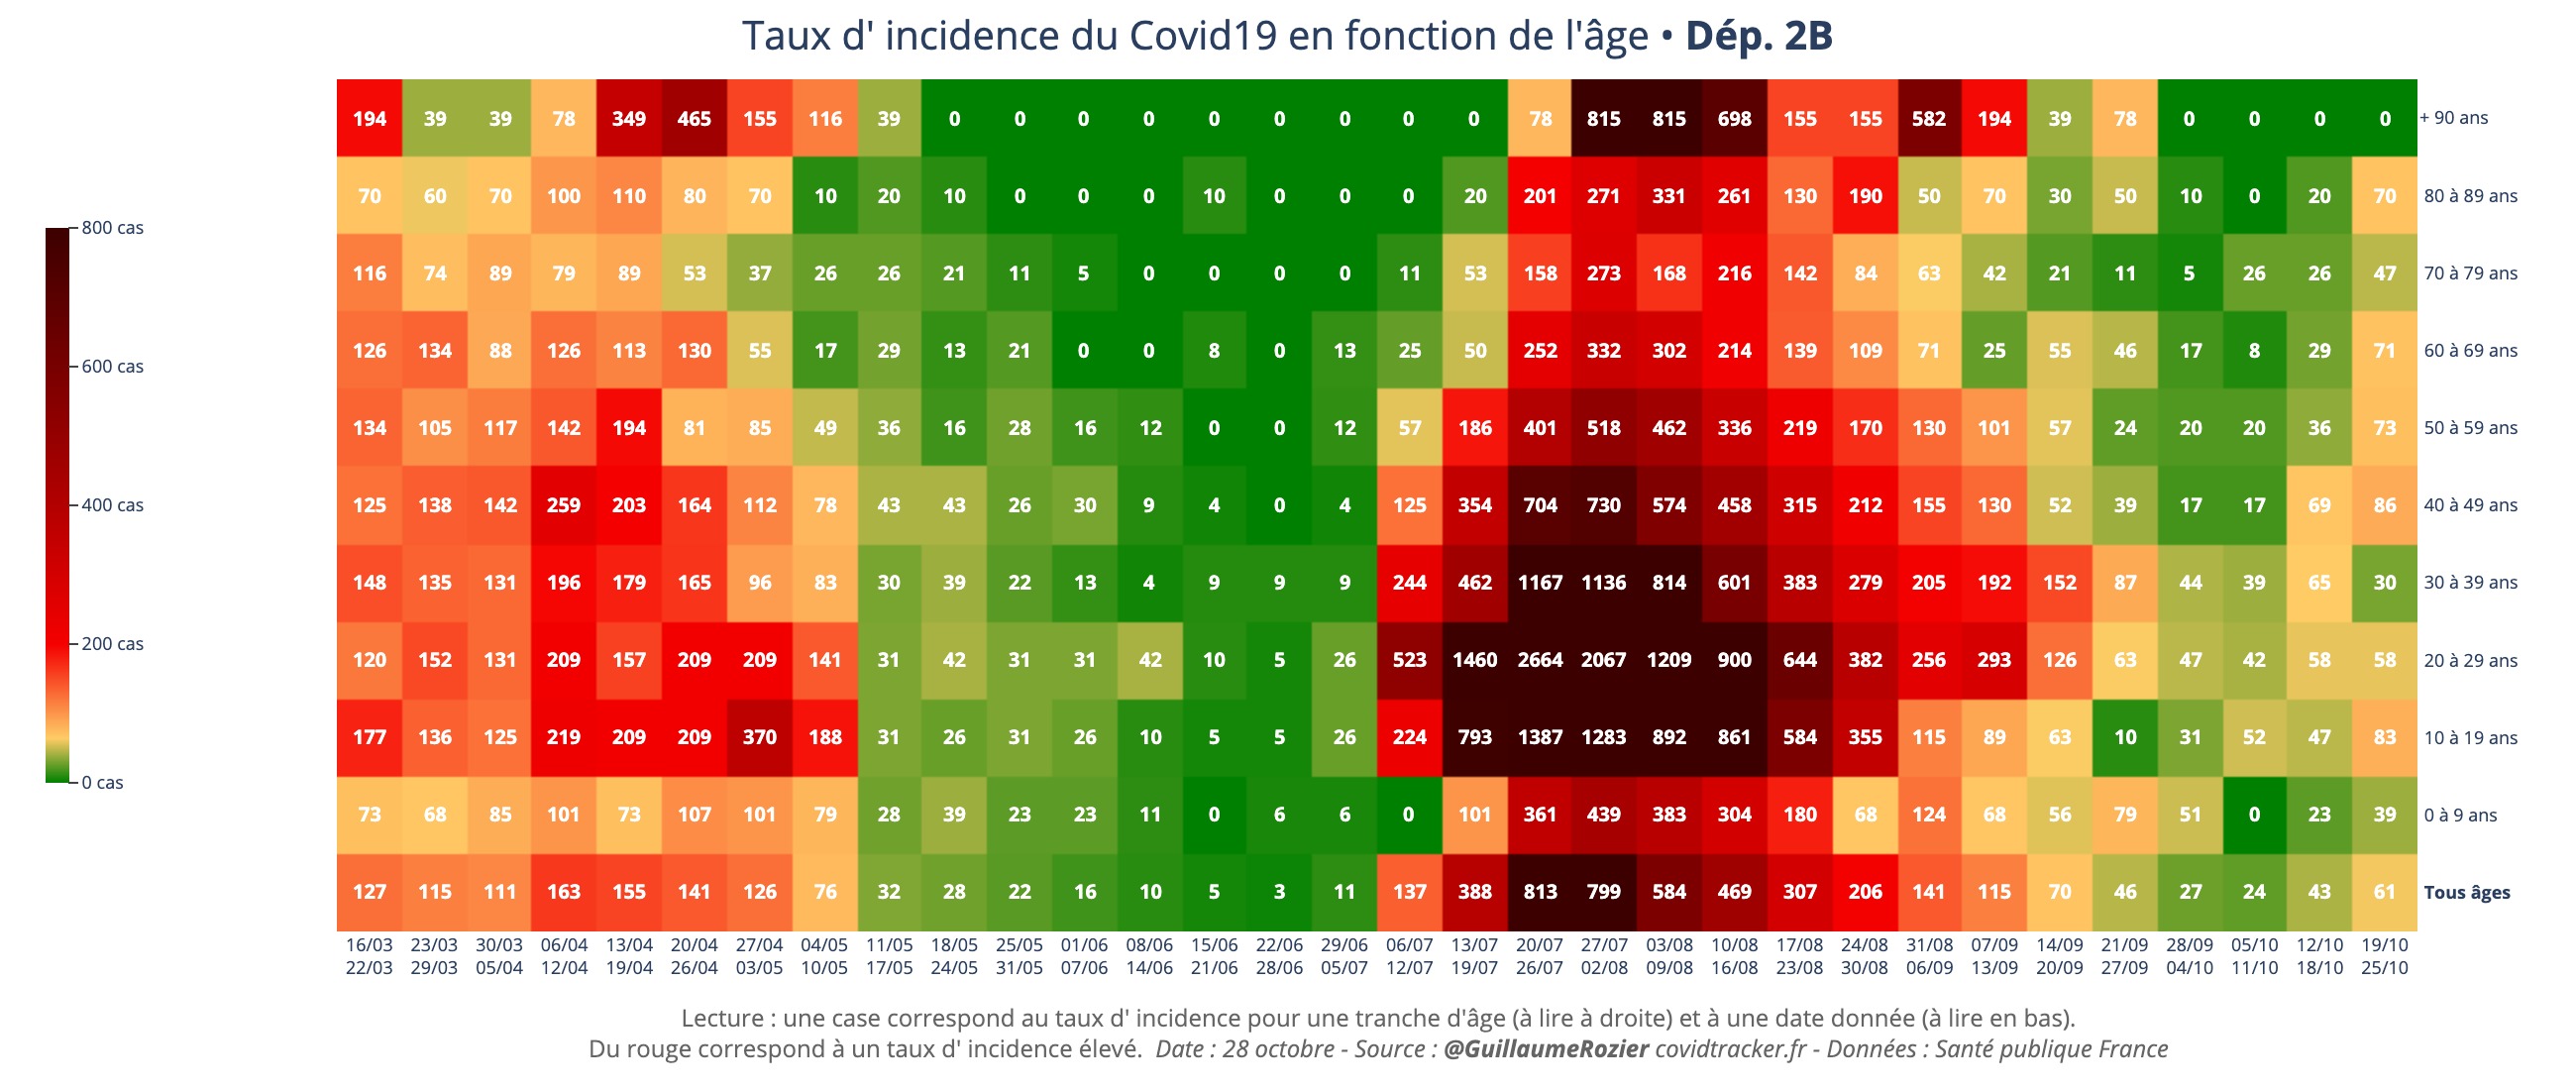 Taux d' incidence du Covid19 en fonction de l'âge • Dép. 2B
800 cas
600 cas
400 cas
200 cas
0 cas
194 39 39 78 349 465 155 116 39 0 0 0 0 0 0 0 0 0 78 815 815 698 155 155 582 194 39 78 0 0 0 0 + 90 ans
70 60 70 100 110 80 70 10 20 10 0 0 0 10 0 0 0 20 201 271 331 261 130 190 50 70 30 50 10 0 20 70 80 à 89 ans
116 74 89 79 89 53 37 26 26 21 11 5 0 0 0 0 11 53 158 273 168 216 142 84 63 42 21 11 5 26 26 47 70 à 79 ans
126 134 88 126 113 130 55 17 29 13 21 0 0 8 0 13 25 50 252 332 302 214 139 109 71 25 55 46 17 8 29 71 60 à 69 ans
134 105 117 142 194 81 85 49 36 16 28 16 12 0 0 12 57 186 401 518 462 336 219 170 130 101 57 24 20 20 36 73 50 à 59 ans
125 138 142 259 203 164 112 78 43 43 26 30 9 4 0 4 125 354 704 730 574 458 315 212 155 130 52 39 17 17 69 86 40 à 49 ans
148 135 131 196 179 165 96 83 30 39 22 13 4 9 9 9 244 462 1167 1136 814 601 383 279 205 192 152 87 44 39 65 30 30 à 39 ans
120 152 131 209 157 209 209 141 31 42 31 31 42 10 5 26 523 1460 2664 2067 1209 900 644 382 256 293 126 63 47 42 58 58 20 à 29 ans
177 136 125 219 209 209 370 188 31 26 31 26 10 5 5 26 224 793 1387 1283 892 861 584 355 115 89 63 10 31 52 47 83 10 à 19 ans
73 68 85 101 73 107 101 79 28 39 23 23 11 0 6 6 0 101 361 439 383 304 180 68 124 68 56 79 51 0 23 39 0 à 9 ans
127 115 111 163 155 141 126 76 32 28 22 16 10 5 3 11 137 388 813 799 584 469 307 206 141 115 70 46 27 24 43 61 Tous âges
16/03 23/03 30/03 06/04 13/04 20/04 27/04 04/05 11/05 18/05 25/05 01/06 08/06 15/06 22/06 29/06 06/07 13/07 20/07 27/07 03/08 10/08 17/08 24/08 31/08 07/09 14/09 21/09 28/09 05/10 12/10 19/10
22/03 29/03 05/04 12/04 19/04 26/04 03/05 10/05 17/05 24/05 31/05 07/06 14/06 21/06 28/06 05/07 12/07 19/07 26/07 02/08 09/08 16/08 23/08 30/08 06/09 13/09 20/09 27/09 04/10 11/10 18/10 25/10
Lecture : une case correspond au taux d' incidence pour une tranche d'âge (à lire à droite) et à une date donnée (à lire en bas).
Du rouge correspond à un taux d' incidence élevé. Date : 28 octobre - Source : @GuillaumeRozier covidtracker.fr - Données : Santé publique France